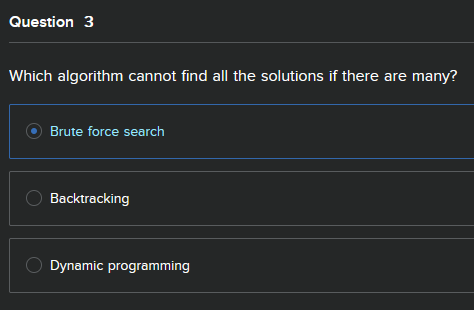 Question 3
Which algorithm cannot find all the solutions if there are many?
Brute force search
Backtracking
Dynamic programming